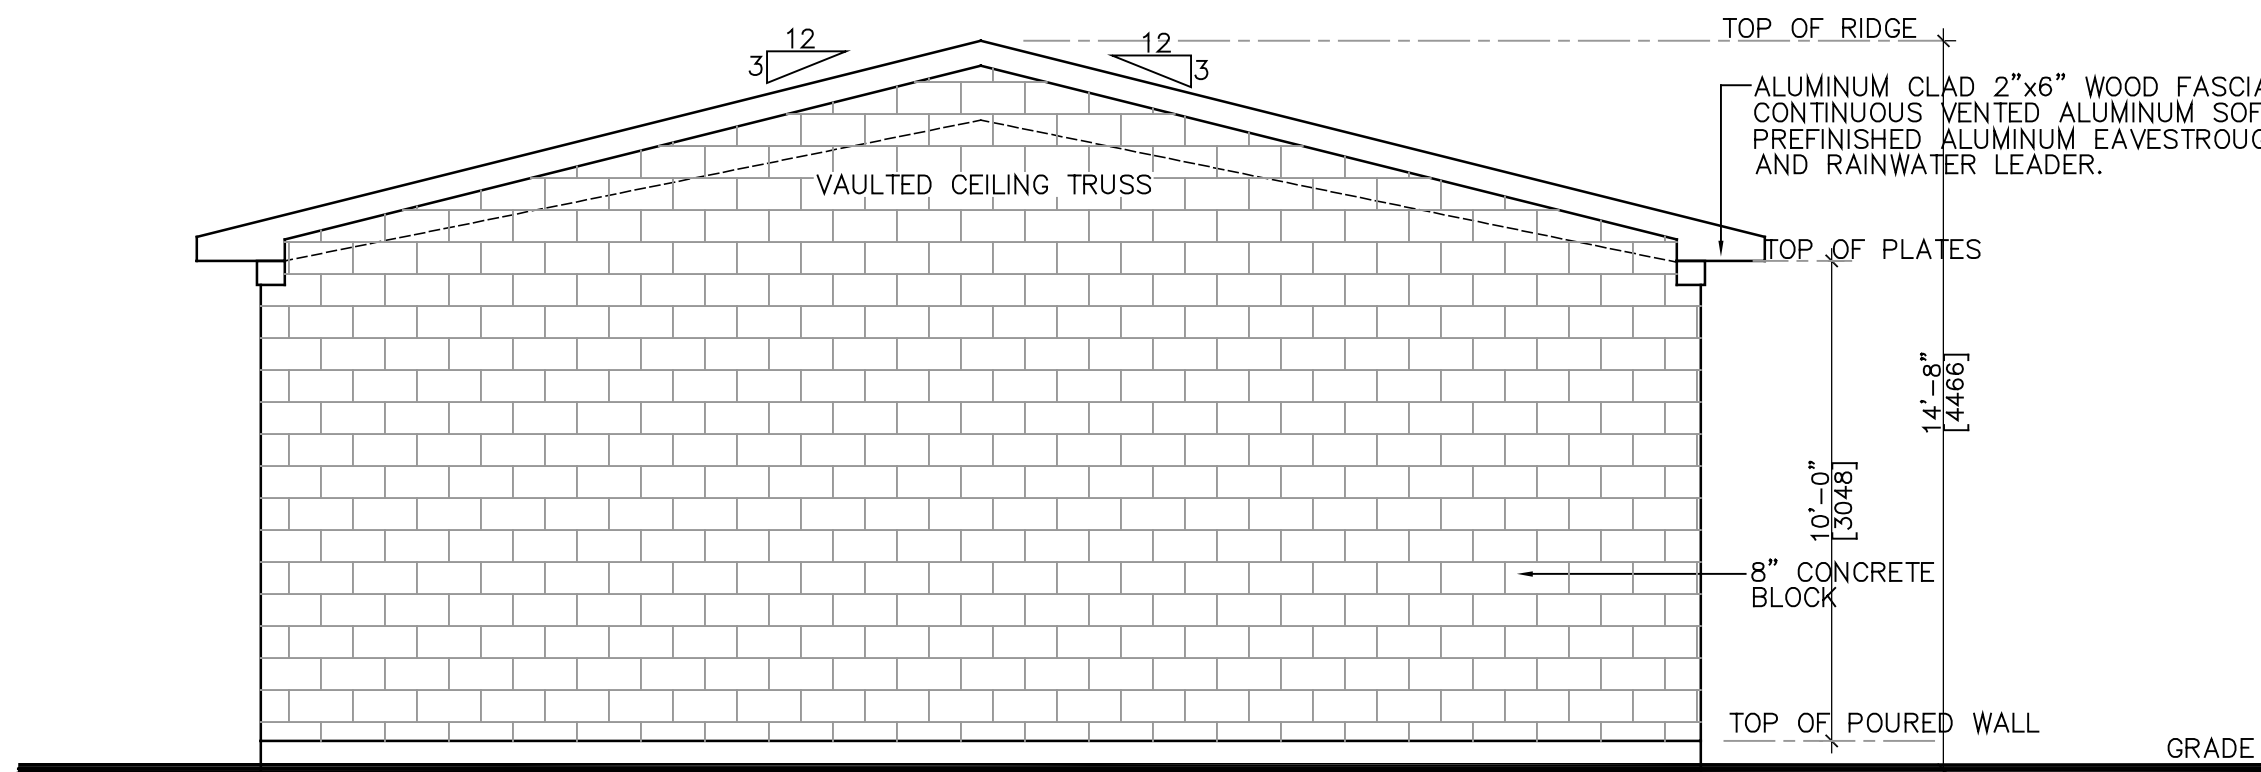 TOP OF RIDGE
12
3
12
3
ALUMINUM CLAD 2"x6" WOOD FASCIA
CONTINUOUS VENTED ALUMINUM SOF
PREFINISHED ALUMINUM EAVESTROUG
AND RAINWATER LEADER.
VAULTED CEILING TRUSS
TOP OF PLATES
14'-8"
[4466]
10'-0"
[3048]
8" CONCRETE
BLOCK
TOP OF POURED WALL
GRADE